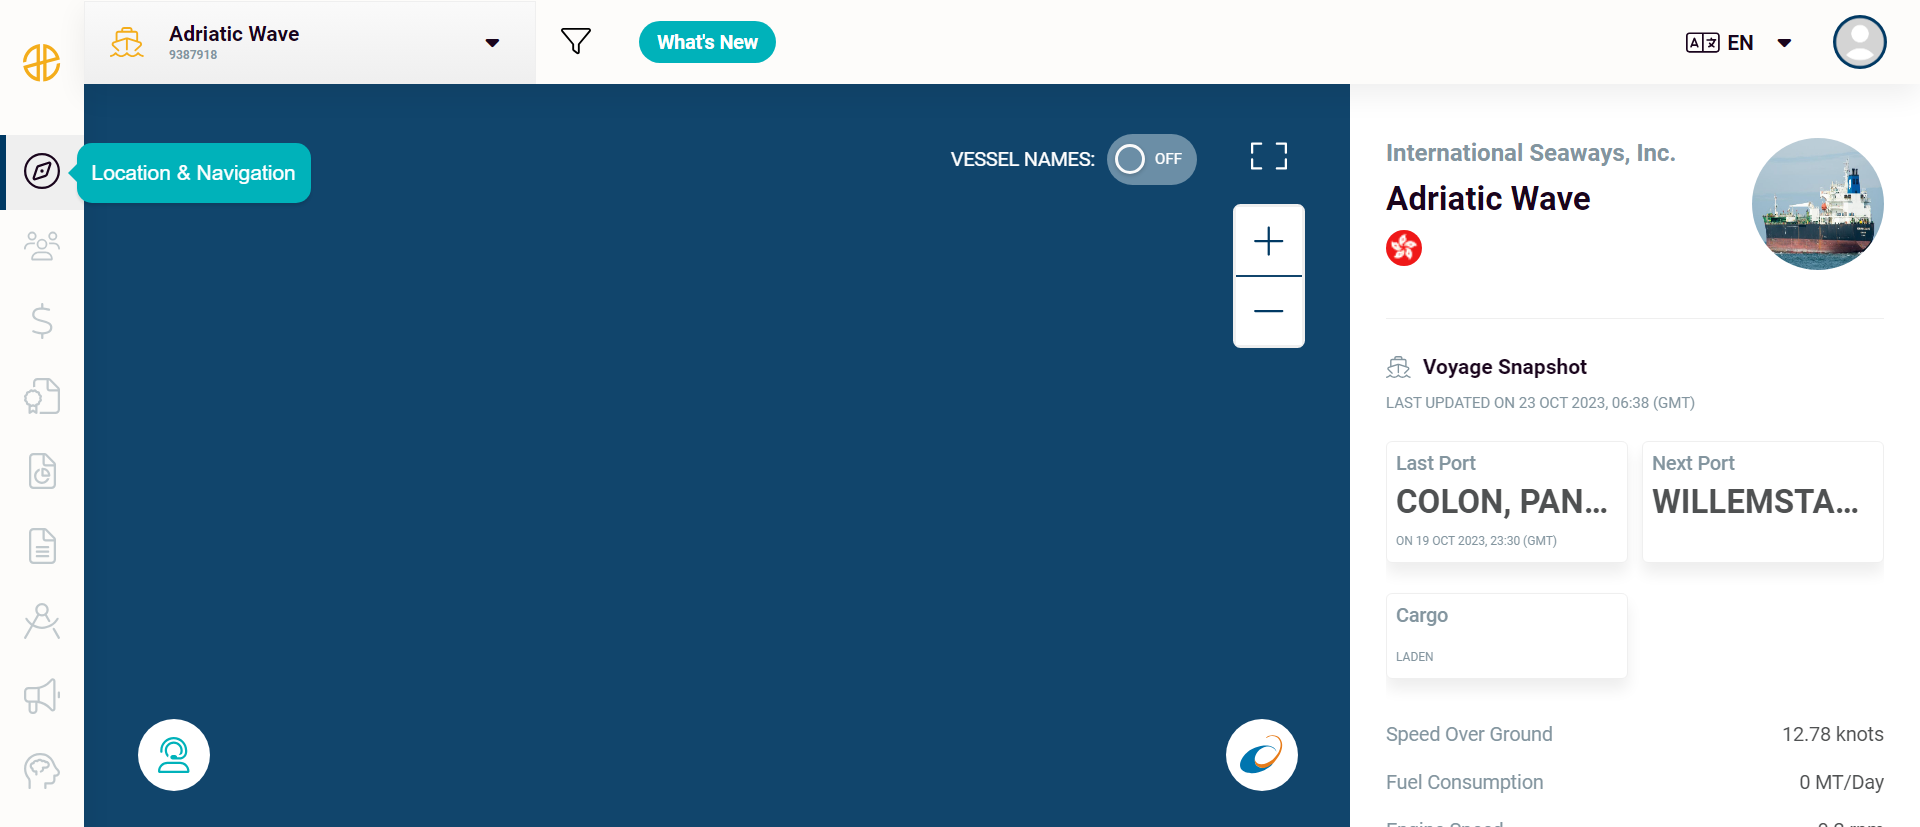 Adriatic Wave
9387918
What's New
EN
Location & Navigation
VESSEL NAMES:
OFF
International Seaways, Inc.
Adriatic Wave
Voyage Snapshot
LAST UPDATED ON 23 OCT 2023, 06:38 (GMT)
Last Port
COLON, PAN...
ON 19 OCT 2023, 23:30 (GMT)
Next Port
WILLEMSTA...
Cargo
LADEN
Speed Over Ground
12.78 knots
Fuel Consumption
0 MT/Day